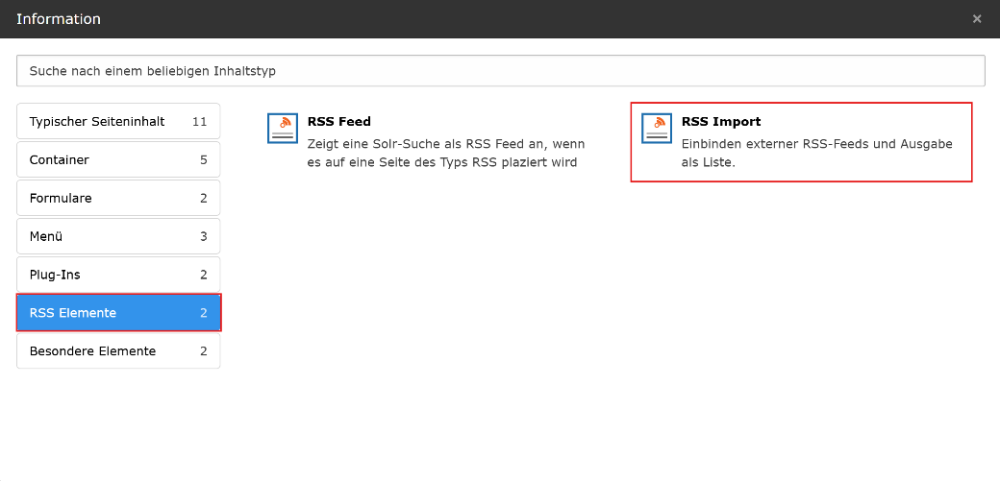 Information
×
Suche nach einem beliebigen Inhaltstyp
Typischer Seiteninhalt 11
Container 5
Formulare 2
Menü 3
Plug-Ins 2
RSS Elemente 2
Besondere Elemente 2
RSS Feed
Zeigt eine Solr-Suche als RSS Feed an, wenn
es auf eine Seite des Typs RSS plaziert wird
RSS Import
Einbinden externer RSS-Feeds und Ausgabe
als Liste.